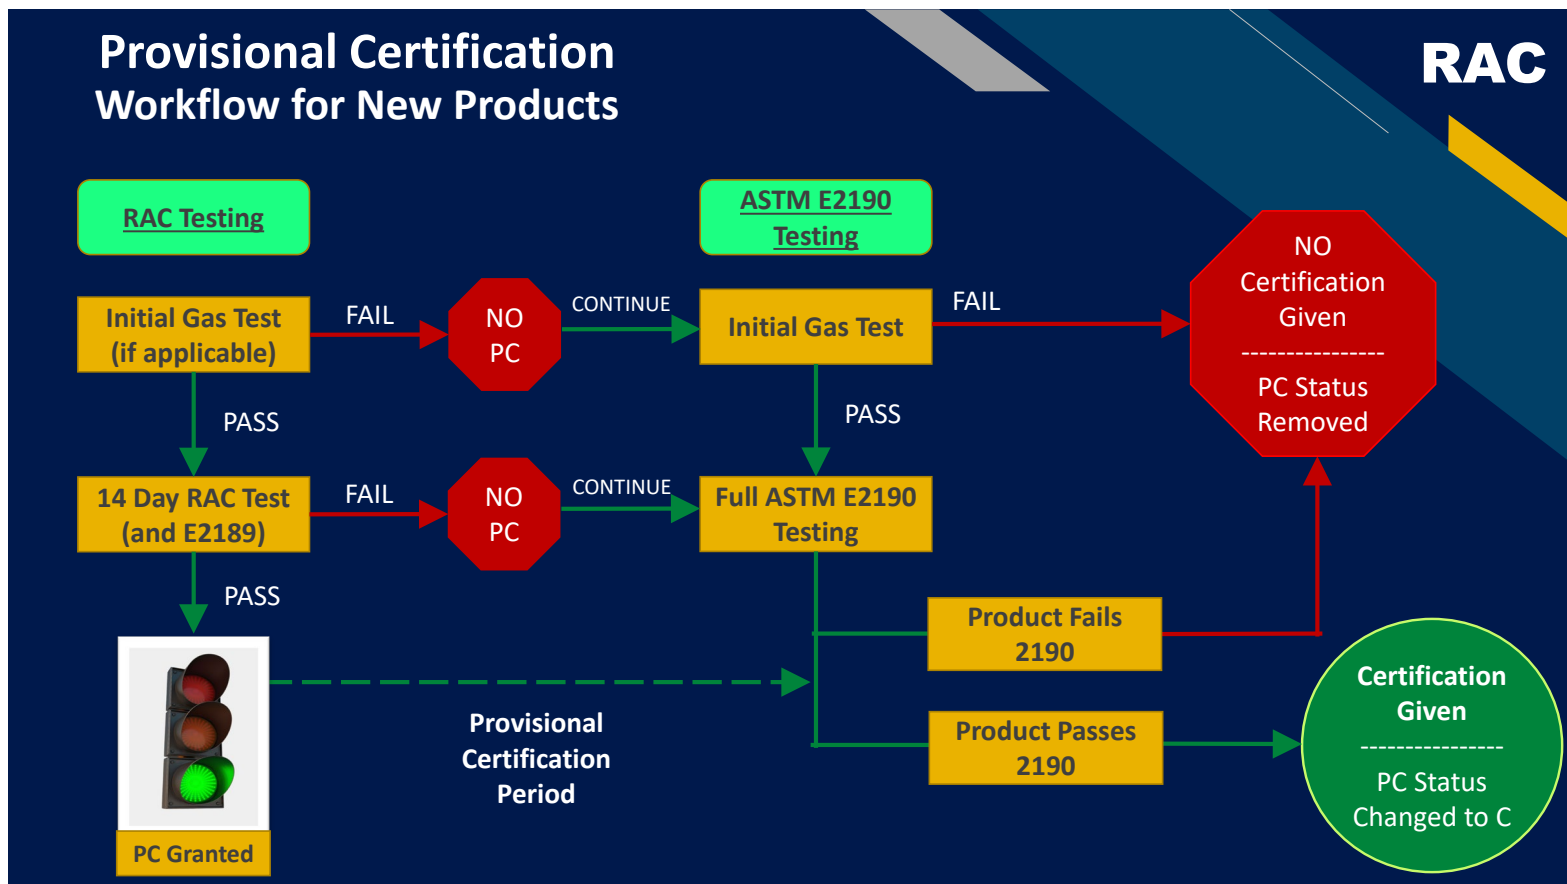 Provisional Certification
Workflow for New Products
RAC
RAC Testing
ASTM E2190
Testing
Initial Gas Test
(if applicable)
FAIL
NO
PC
CONTINUE
Initial Gas Test
FAIL
NO
Certification
Given
----------------
PC Status
Removed
PASS
PASS
14 Day RAC Test
(and E2189)
FAIL
NO
PC
CONTINUE
Full ASTM E2190
Testing
PASS
Product Fails
2190
Provisional
Certification
Period
Product Passes
2190
Certification
Given
----------------
PC Status
Changed to C
PC Granted